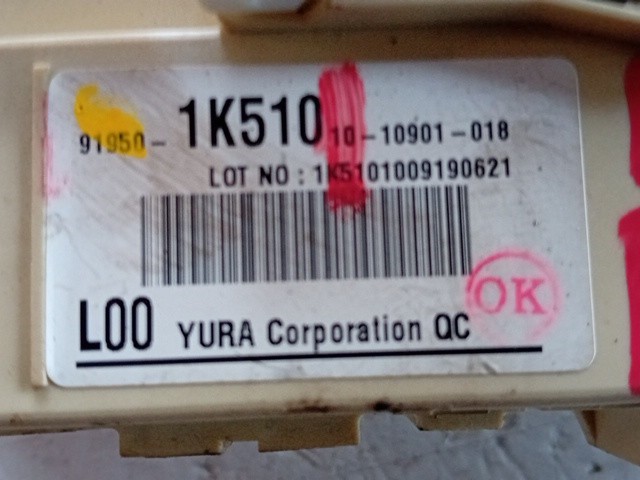 91950-1K510 10-10901-018
LOT NO : 1K5101009190621
L00 YURA Corporation QC
OK